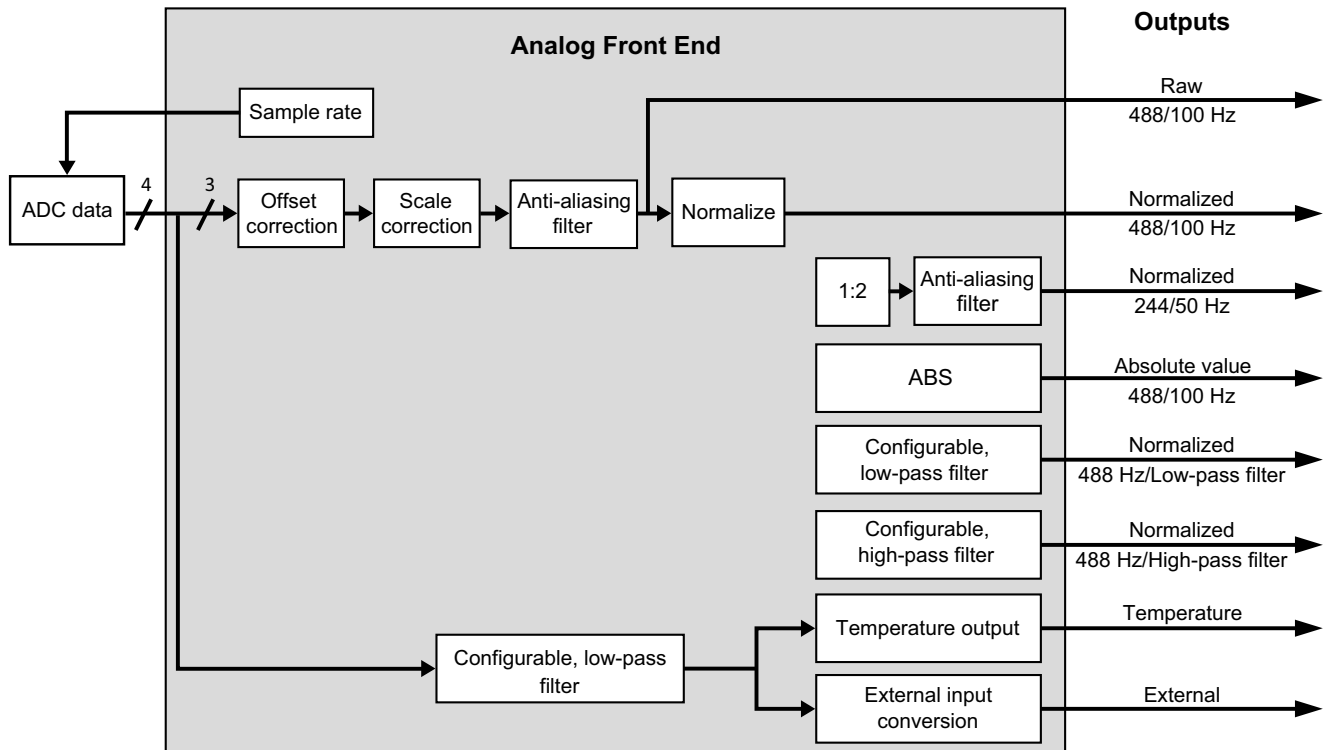 Outputs
Analog Front End
Raw
488/100 Hz
Sample rate
4
3
ADC data
Offset
correction
Scale
correction
Anti-aliasing
filter
Normalize
Normalized
488/100 Hz
1:2
Anti-aliasing
filter
Normalized
244/50 Hz
ABS
Absolute value
488/100 Hz
Configurable,
low-pass filter
Normalized
488 Hz/Low-pass filter
Configurable,
high-pass filter
Normalized
488 Hz/High-pass filter
Temperature output
Temperature
Configurable, low-pass
filter
External input
conversion
External